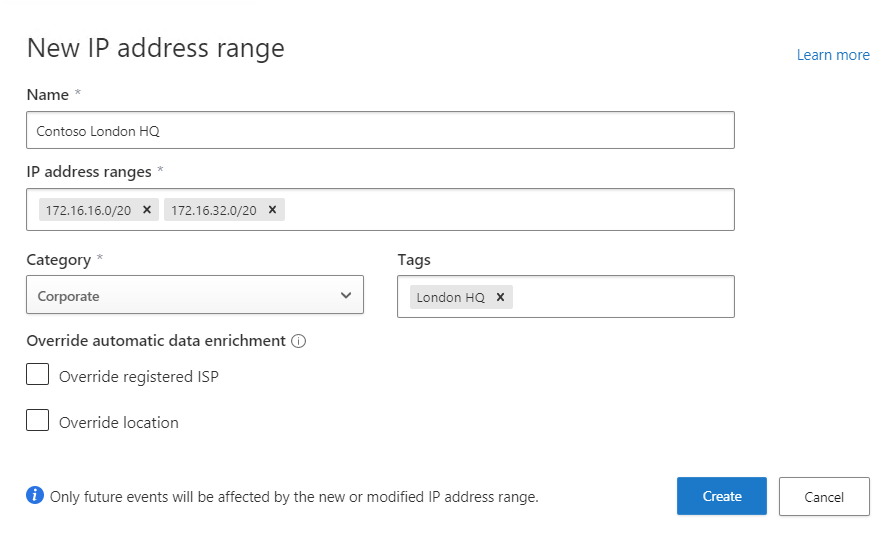 New IP address range
Learn more
Name *
Contoso London HQ
IP address ranges *
172.16.16.0/20 x 172.16.32.0/20 x
Category * Tags
Corporate London HQ x
Override automatic data enrichment i
Override registered ISP
Override location
i Only future events will be affected by the new or modified IP address range. Create Cancel